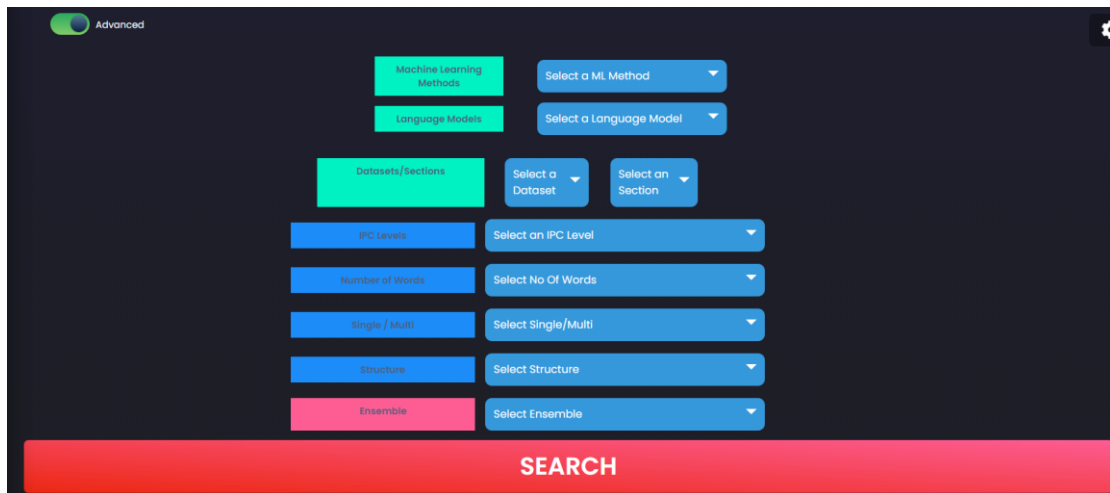 Advanced
Machine Learning
Methods
Select a ML Method
Language Models
Select a Language Model
Datasets/Sections
Select a
Dataset
Select an
Section
IPC Levels
Select an IPC Level
Number of Words
Select No Of Words
Single / Multi
Select Single/Multi
Structure
Select Structure
Ensemble
Select Ensemble
SEARCH